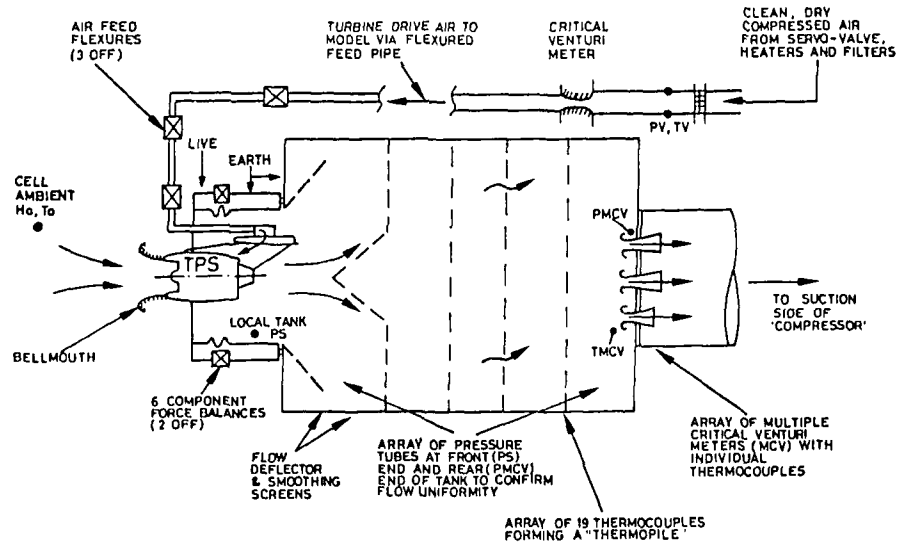 AIR FEED
FLEXURES
(3 OFF)
TURBINE DRIVE AIR TO
MODEL VIA FLEXURED
FEED PIPE
CRITICAL
VENTURI
METER
CLEAN, DRY
COMPRESSED AIR
FROM SERVO-VALVE,
HEATERS AND FILTERS
PV, TV
LIVE
EARTH
CELL
AMBIENT
Ho, To
PMCV
TPS
TO SUCTION
SIDE OF
'COMPRESSOR'
LOCAL TANK
PS
TMCV
BELLMOUTH
6 COMPONENT
FORCE BALANCES
(2 OFF)
FLOW
DEFLECTOR
& SMOOTHING
SCREENS
ARRAY OF PRESSURE
TUBES AT FRONT (PS)
END AND REAR (PMCV)
END OF TANK TO CONFIRM
FLOW UNIFORMITY
ARRAY OF MULTIPLE
CRITICAL VENTURI
METERS (MCV) WITH
INDIVIDUAL
THERMOCOUPLES
ARRAY OF 19 THERMOCOUPLES
FORMING A "THERMOPILE"